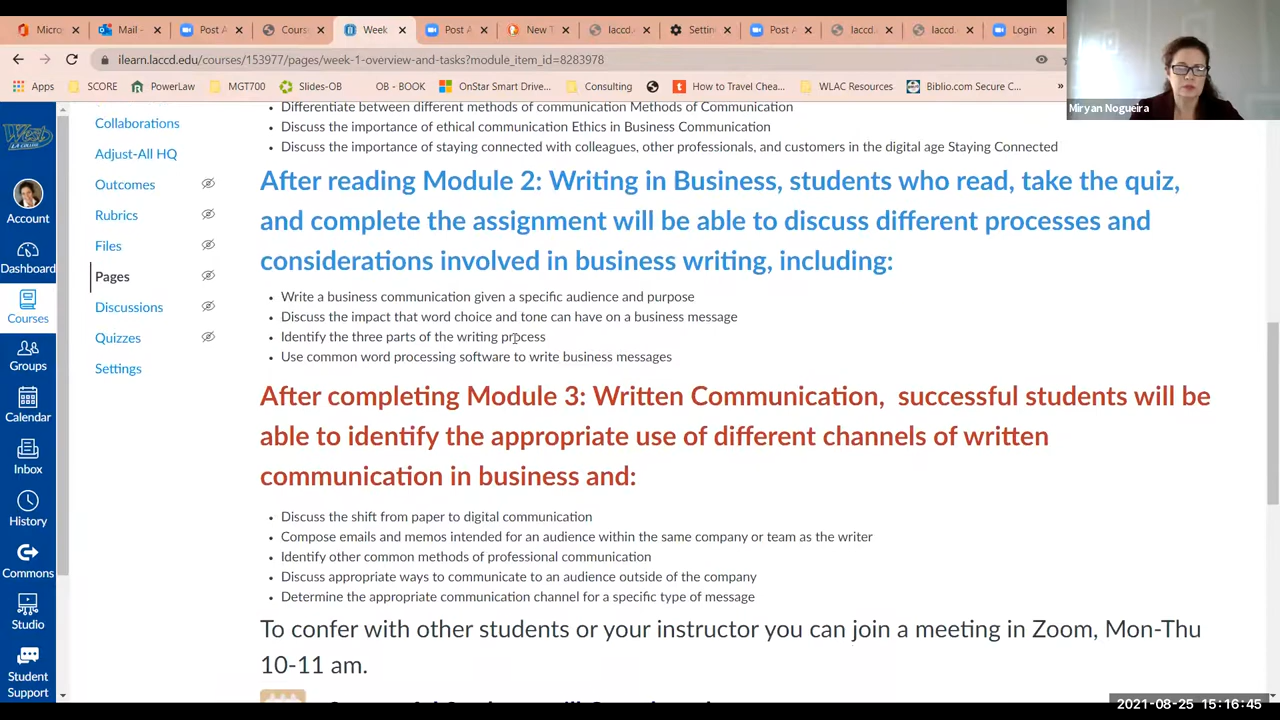 Micro
Mail -
Post A
Cours
Week
Post A
New T
laccd.
Settin
Post A
laccd
laccd
Login
ilearn.laccd.edu/courses/153977/pages/week-1-overview-and-tasks?module_item_id=8283978
Apps
SCORE
PowerLaw
MGT700
Slides-OB
OB - BOOK
OnStar Smart Drive...
Consulting
How to Travel Chea...
WLAC Resources
Biblio.com Secure C...
»
Miryan Nogueira
West
L.A. COLLEGE
Account
Dashboard
Courses
Groups
Calendar
Inbox
History
Commons
Studio
Student
Support
Collaborations
Adjust-All HQ
Outcomes
Rubrics
Files
Pages
Discussions
Quizzes
Settings
Differentiate between different methods of communication Methods of Communication
Discuss the importance of ethical communication Ethics in Business Communication
Discuss the importance of staying connected with colleagues, other professionals, and customers in the digital age Staying Connected
After reading Module 2: Writing in Business, students who read, take the quiz,
and complete the assignment will be able to discuss different processes and
considerations involved in business writing, including:
Write a business communication given a specific audience and purpose
Discuss the impact that word choice and tone can have on a business message
Identify the three parts of the writing process
Use common word processing software to write business messages
After completing Module 3: Written Communication,  successful students will be
able to identify the appropriate use of different channels of written
communication in business and:
Discuss the shift from paper to digital communication
Compose emails and memos intended for an audience within the same company or team as the writer
Identify other common methods of professional communication
Discuss appropriate ways to communicate to an audience outside of the company
Determine the appropriate communication channel for a specific type of message
To confer with other students or your instructor you can join a meeting in Zoom, Mon-Thu
10-11 am.
2021-08-25 15:16:45